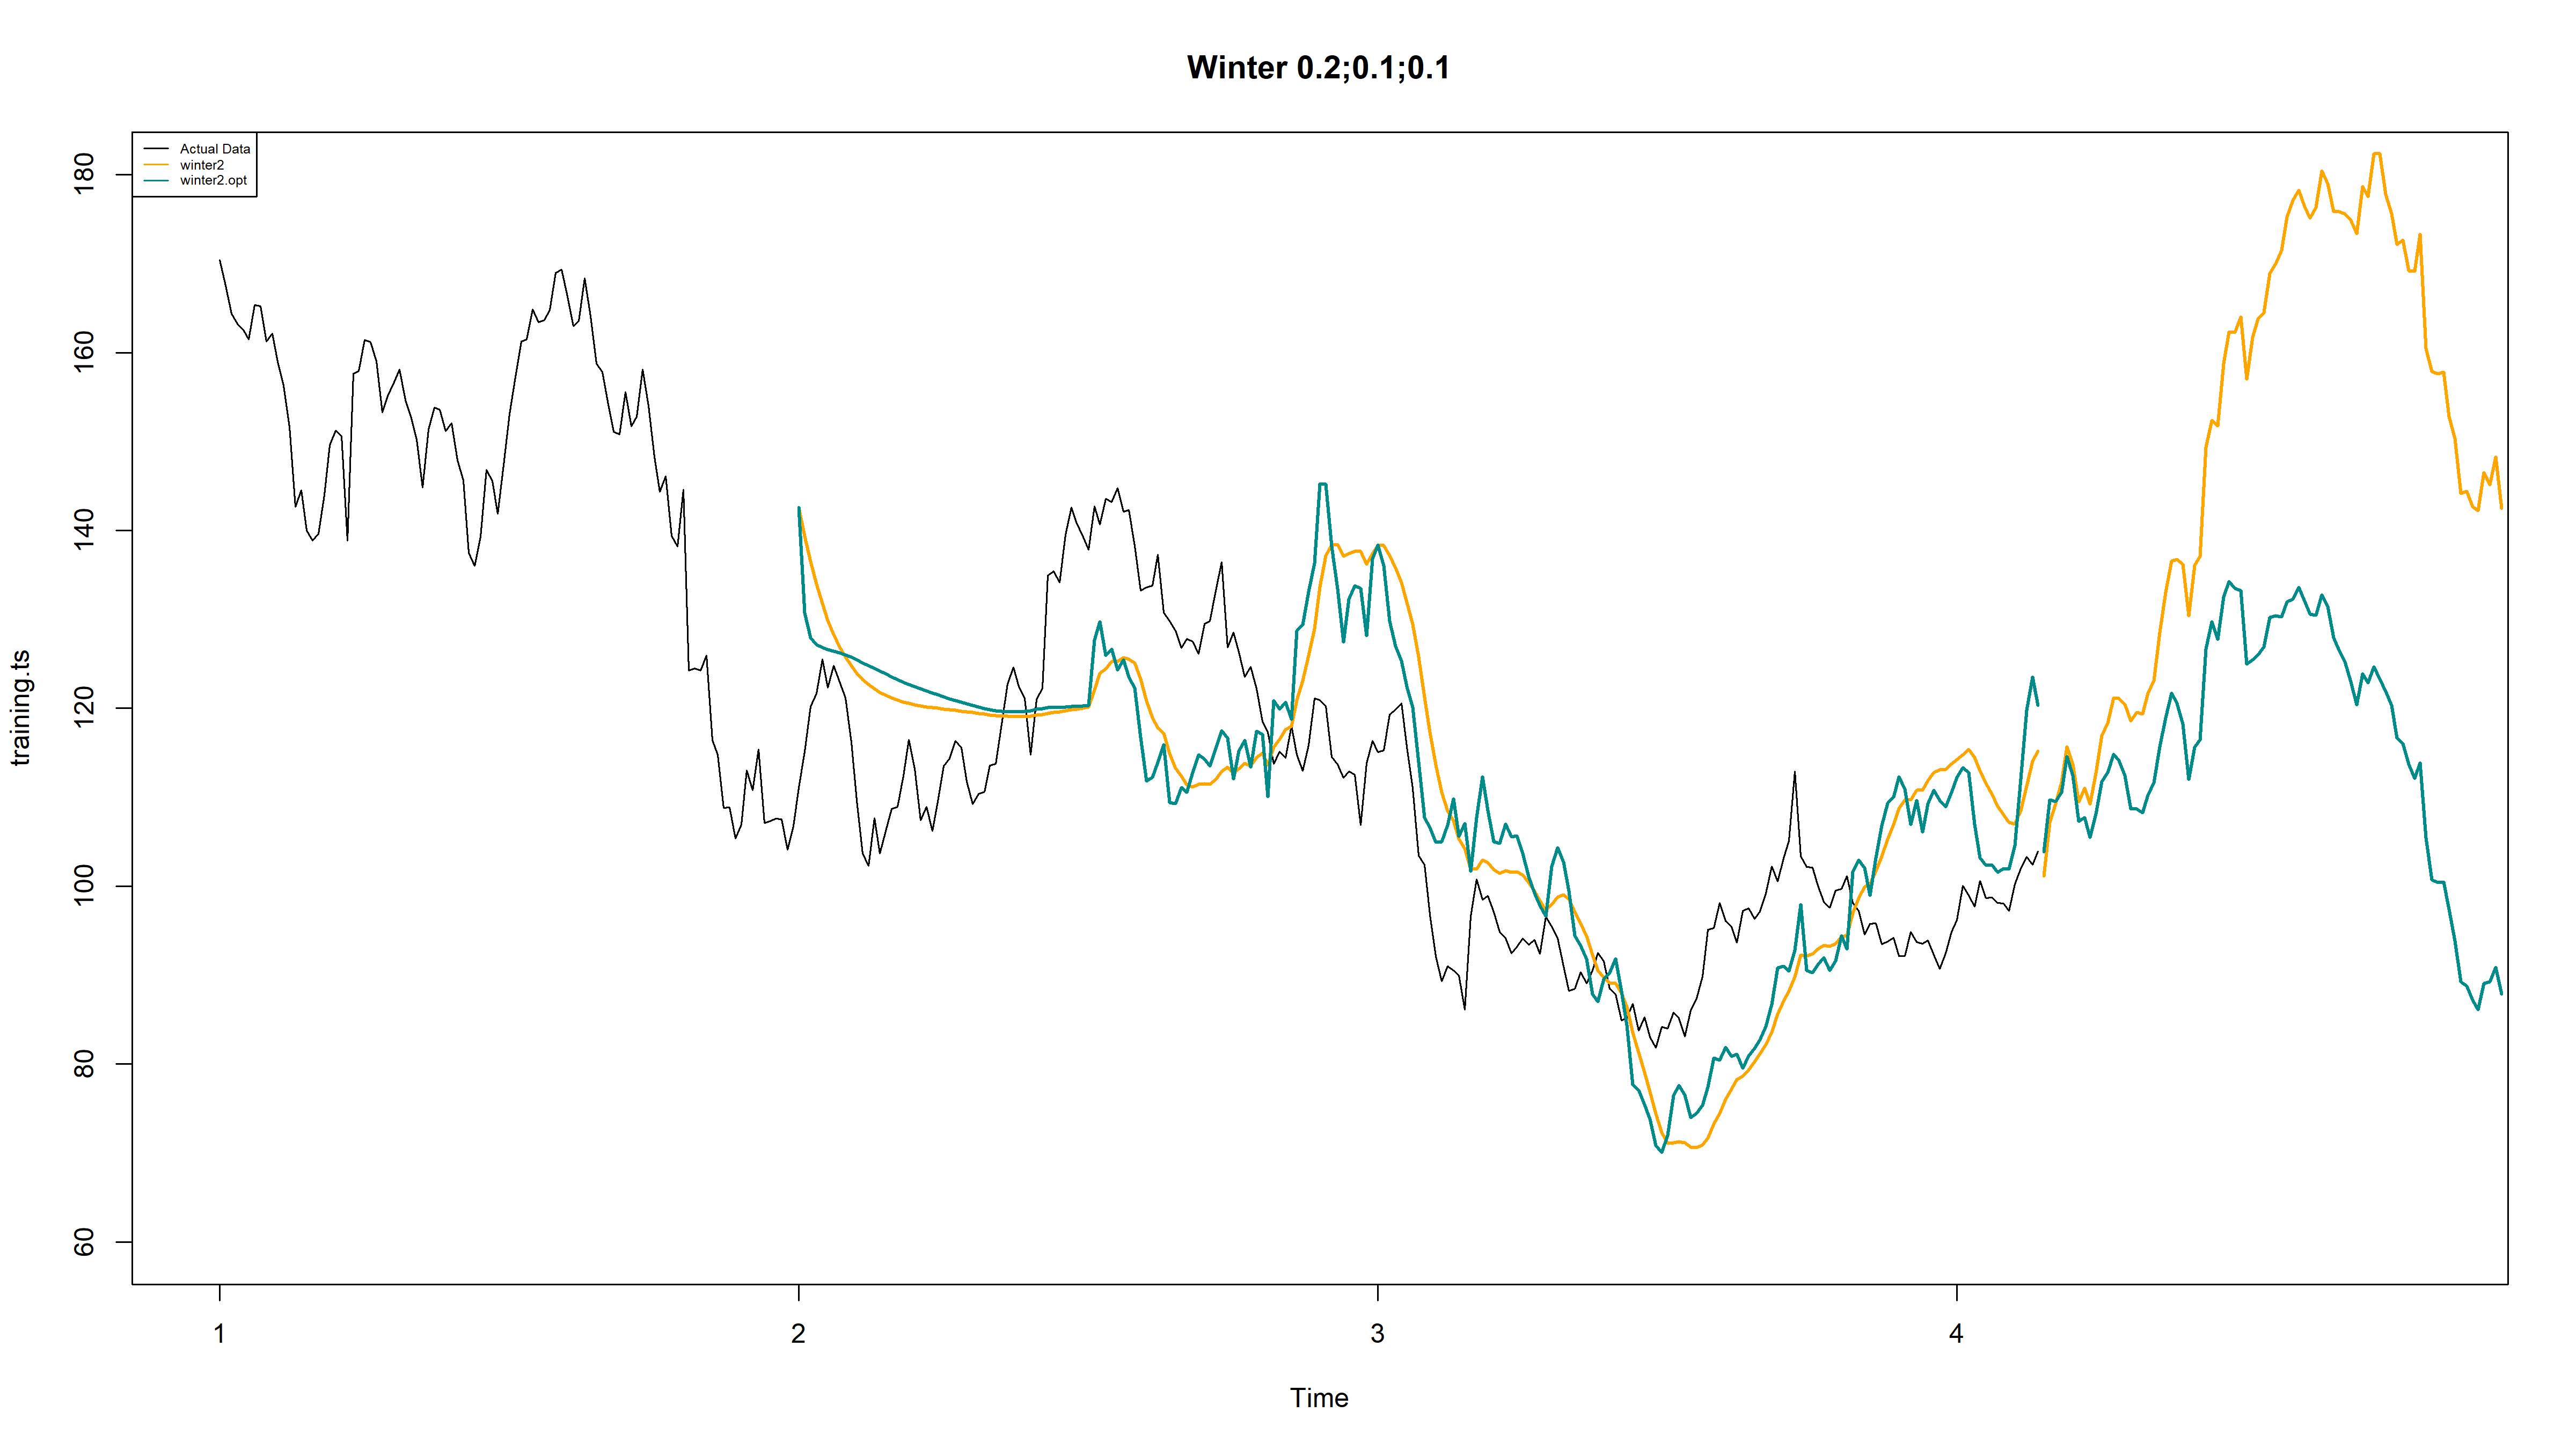 Winter 0.2;0.1;0.1
Actual Data
winter2
winter2.opt
180
160
140
120
100
80
60
training.ts
1
2
3
4
Time